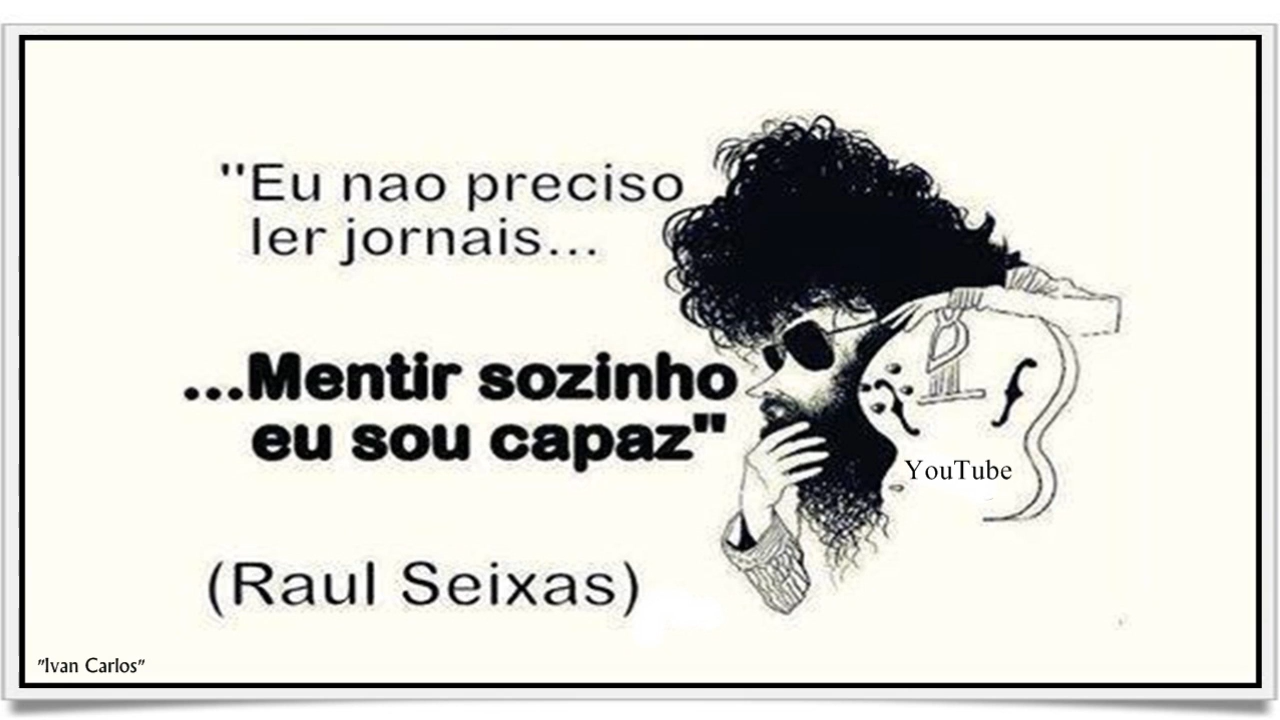 "Eu nao preciso
ler jornais...
...Mentir sozinho
eu sou capaz"
YouTube
(Raul Seixas)
"Ivan Carlos"